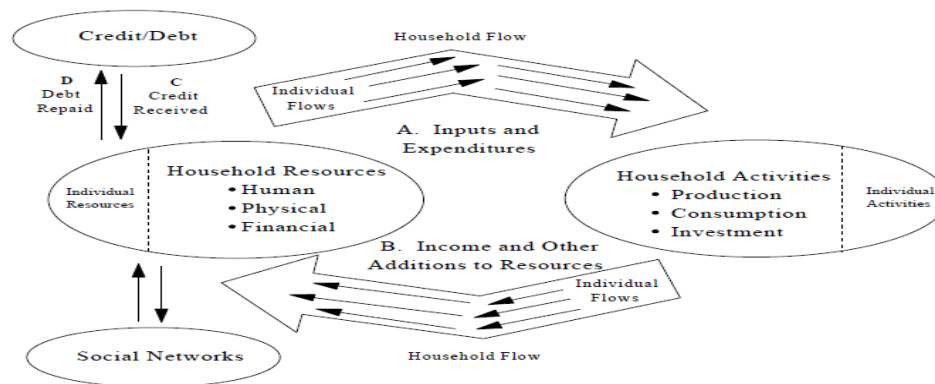 Credit/Debt
Household Flow
D
Debt
Repaid
C
Credit
Received
Individual
Flows
A. Inputs and
Expenditures
Individual
Resources
Household Resources
• Human
• Physical
• Financial
Household Activities
• Production
• Consumption
• Investment
Individual
Activities
B. Income and Other
Additions to Resources
Individual
Flows
Social Networks
Household Flow